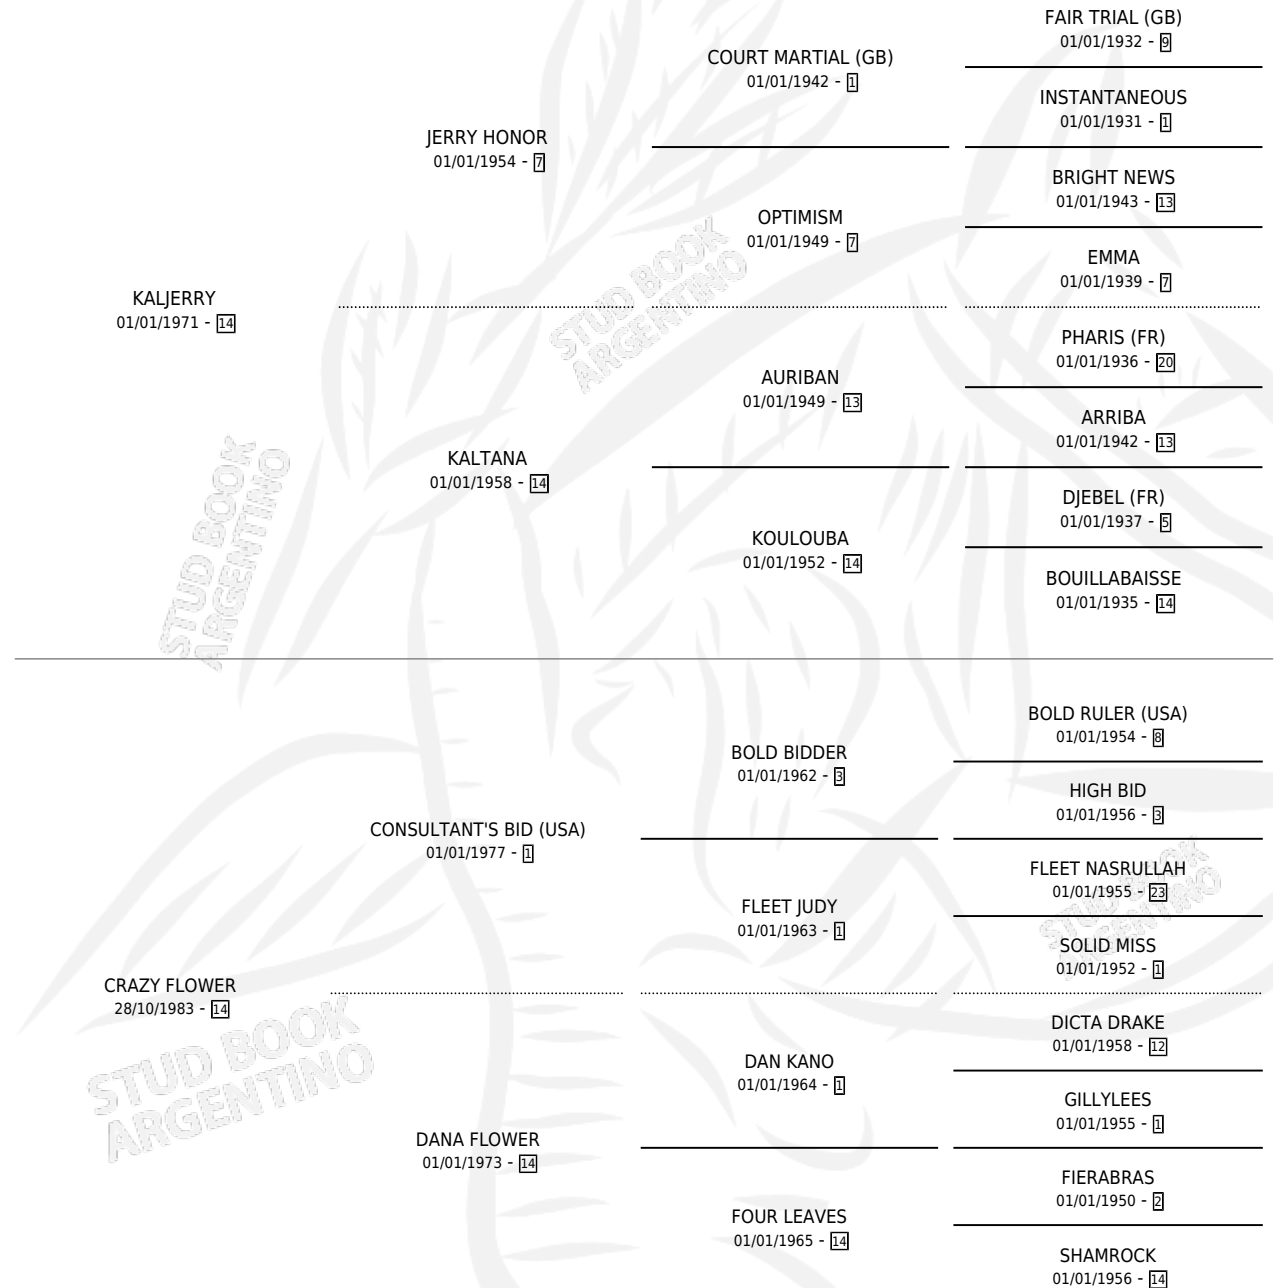 FAIR TRIAL (GB)
01/01/1932 - 9
COURT MARTIAL (GB)
01/01/1942 - 1
INSTANTANEOUS
01/01/1931 - 1
JERRY HONOR
01/01/1954 - 7
BRIGHT NEWS
01/01/1943 - 13
OPTIMISM
01/01/1949 - 7
EMMA
01/01/1939 - 7
KALJERRY
01/01/1971 - 14
PHARIS (FR)
01/01/1936 - 20
AURIBAN
01/01/1949 - 13
ARRIBA
01/01/1942 - 13
KALTANA
01/01/1958 - 14
DJEBEL (FR)
01/01/1937 - 5
KOULOUBA
01/01/1952 - 14
BOUILLABAISSE
01/01/1935 - 14
BOLD RULER (USA)
01/01/1954 - 8
BOLD BIDDER
01/01/1962 - 3
HIGH BID
01/01/1956 - 3
CONSULTANT'S BID (USA)
01/01/1977 - 1
FLEET NASRULLAH
01/01/1955 - 23
FLEET JUDY
01/01/1963 - 1
SOLID MISS
01/01/1952 - 1
CRAZY FLOWER
28/10/1983 - 14
DICTA DRAKE
01/01/1958 - 12
DAN KANO
01/01/1964 - 1
GILLYLEES
01/01/1955 - 1
DANA FLOWER
01/01/1973 - 14
FIERABRAS
01/01/1950 - 2
FOUR LEAVES
01/01/1965 - 14
SHAMROCK
01/01/1956 - 14
STUD BOOK
ARGENTINO
STUD BOOK
ARGENTINO
STUD BOOK
ARGENTINO
STUD BOOK
ARGENTINO